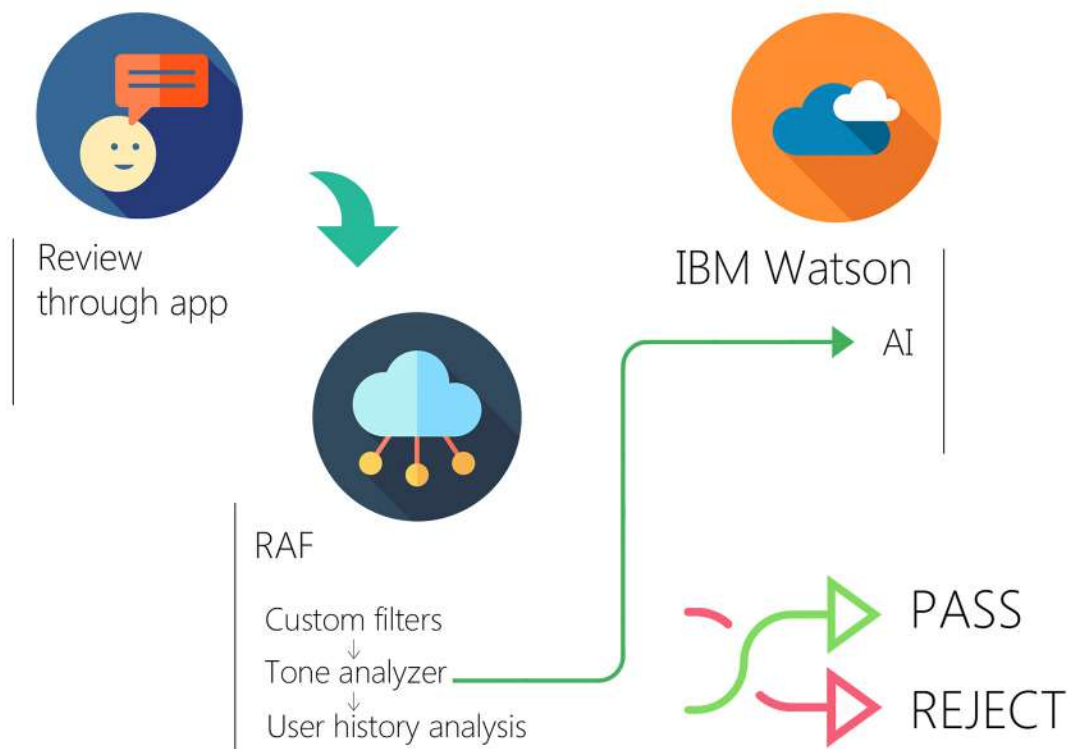 Review
through app
IBM Watson
AI
RAF
Custom filters
↓
Tone analyzer
↓
User history analysis
PASS
REJECT